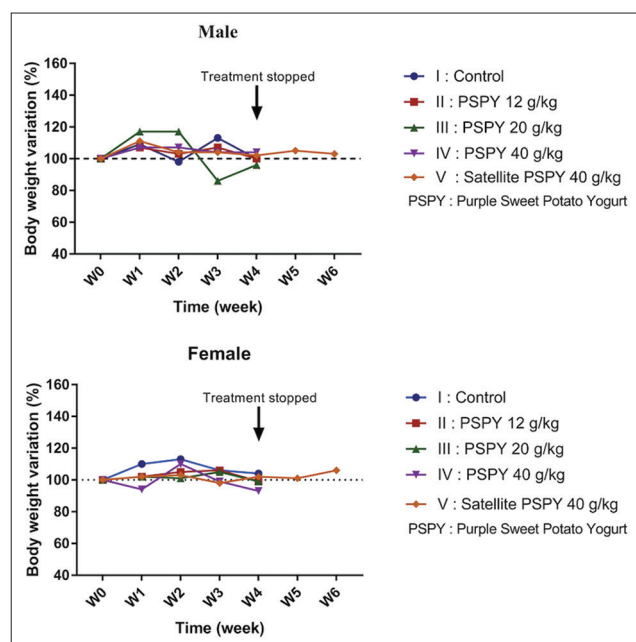 Male
Body weight variation (%)
160
140
120
100
80
60
40
Treatment stopped
W0
W1
W2
W3
W4
W5
W6
Time (week)
I : Control
II : PSPY 12 g/kg
III : PSPY 20 g/kg
IV : PSPY 40 g/kg
V : Satellite PSPY 40 g/kg
PSPY : Purple Sweet Potato Yogurt
Female
Body weight variation (%)
160
140
120
100
80
60
40
Treatment stopped
W0
W1
W2
W3
W4
W5
W6
Time (week)
I : Control
II : PSPY 12 g/kg
III : PSPY 20 g/kg
IV : PSPY 40 g/kg
V : Satellite PSPY 40 g/kg
PSPY : Purple Sweet Potato Yogurt